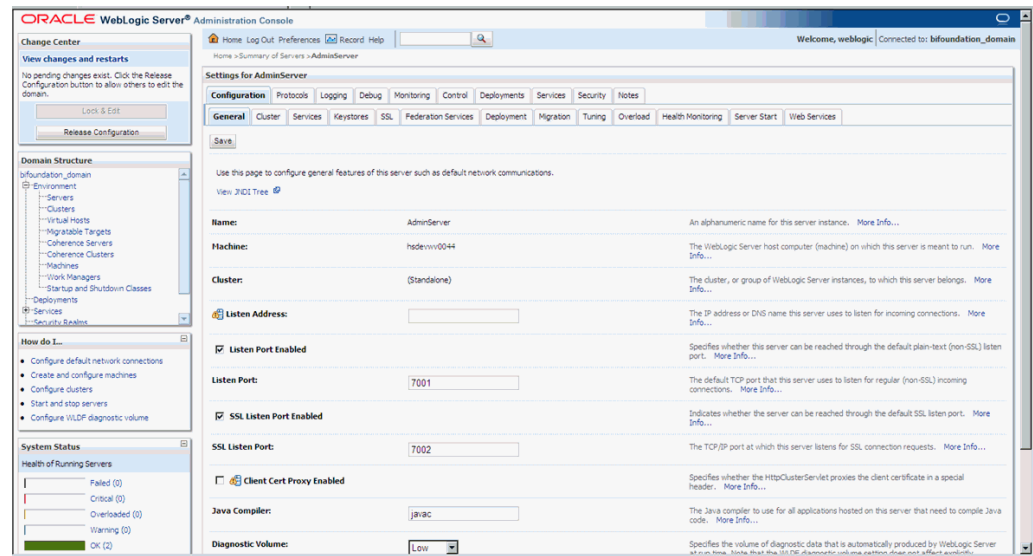 ORACLE WebLogic Server® Administration Console
Change Center
View changes and restarts
No pending changes exist. Click the Release
Configuration button to allow others to edit the
domain.
Lock & Edit
Release Configuration
Domain Structure
bifoundation_domain
Environment
Servers
Clusters
Virtual Hosts
Migratable Targets
Coherence Servers
Coherence Clusters
Machines
Work Managers
Startup and Shutdown Classes
Deployments
Services
Security Realms
How do I...
Configure default network connections
Create and configure machines
Configure clusters
Start and stop servers
Configure WLDF diagnostic volume
System Status
Health of Running Servers
Failed (0)
Critical (0)
Overloaded (0)
Warning (0)
OK (2)
Home Log Out Preferences Record Help
Welcome, weblogic Connected to: bifoundation_domain
Home >Summary of Servers >AdminServer
Settings for AdminServer
Configuration Protocols Logging Debug Monitoring Control Deployments Services Security Notes
General Cluster Services Keystores SSL Federation Services Deployment Migration Tuning Overload Health Monitoring Server Start Web Services
Save
Use this page to configure general features of this server such as default network communications.
View JNDI Tree
Name: AdminServer An alphanumeric name for this server instance. More Info...
Machine: hsdevwv0044 The WebLogic Server host computer (machine) on which this server is meant to run. More
Info...
Cluster: (Standalone) The cluster, or group of WebLogic Server instances, to which this server belongs. More
Info...
Listen Address: The IP address or DNS name this server uses to listen for incoming connections. More
Info...
Listen Port Enabled Specifies whether this server can be reached through the default plain-text (non-SSL) listen
port. More Info...
Listen Port: 7001 The default TCP port that this server uses to listen for regular (non-SSL) incoming
connections. More Info...
SSL Listen Port Enabled Indicates whether the server can be reached through the default SSL listen port. More
Info...
SSL Listen Port: 7002 The TCP/IP port at which this server listens for SSL connection requests. More Info...
Client Cert Proxy Enabled Specifies whether the HttpClusterServlet proxies the client certificate in a special
header. More Info...
Java Compiler: javac The Java compiler to use for all applications hosted on this server that need to compile Java
code. More Info...
Diagnostic Volume: Low Specifies the volume of diagnostic data that is automatically produced by WebLogic Server
at run time. Note that the WLDF diagnostic volume setting does not affect explicitly